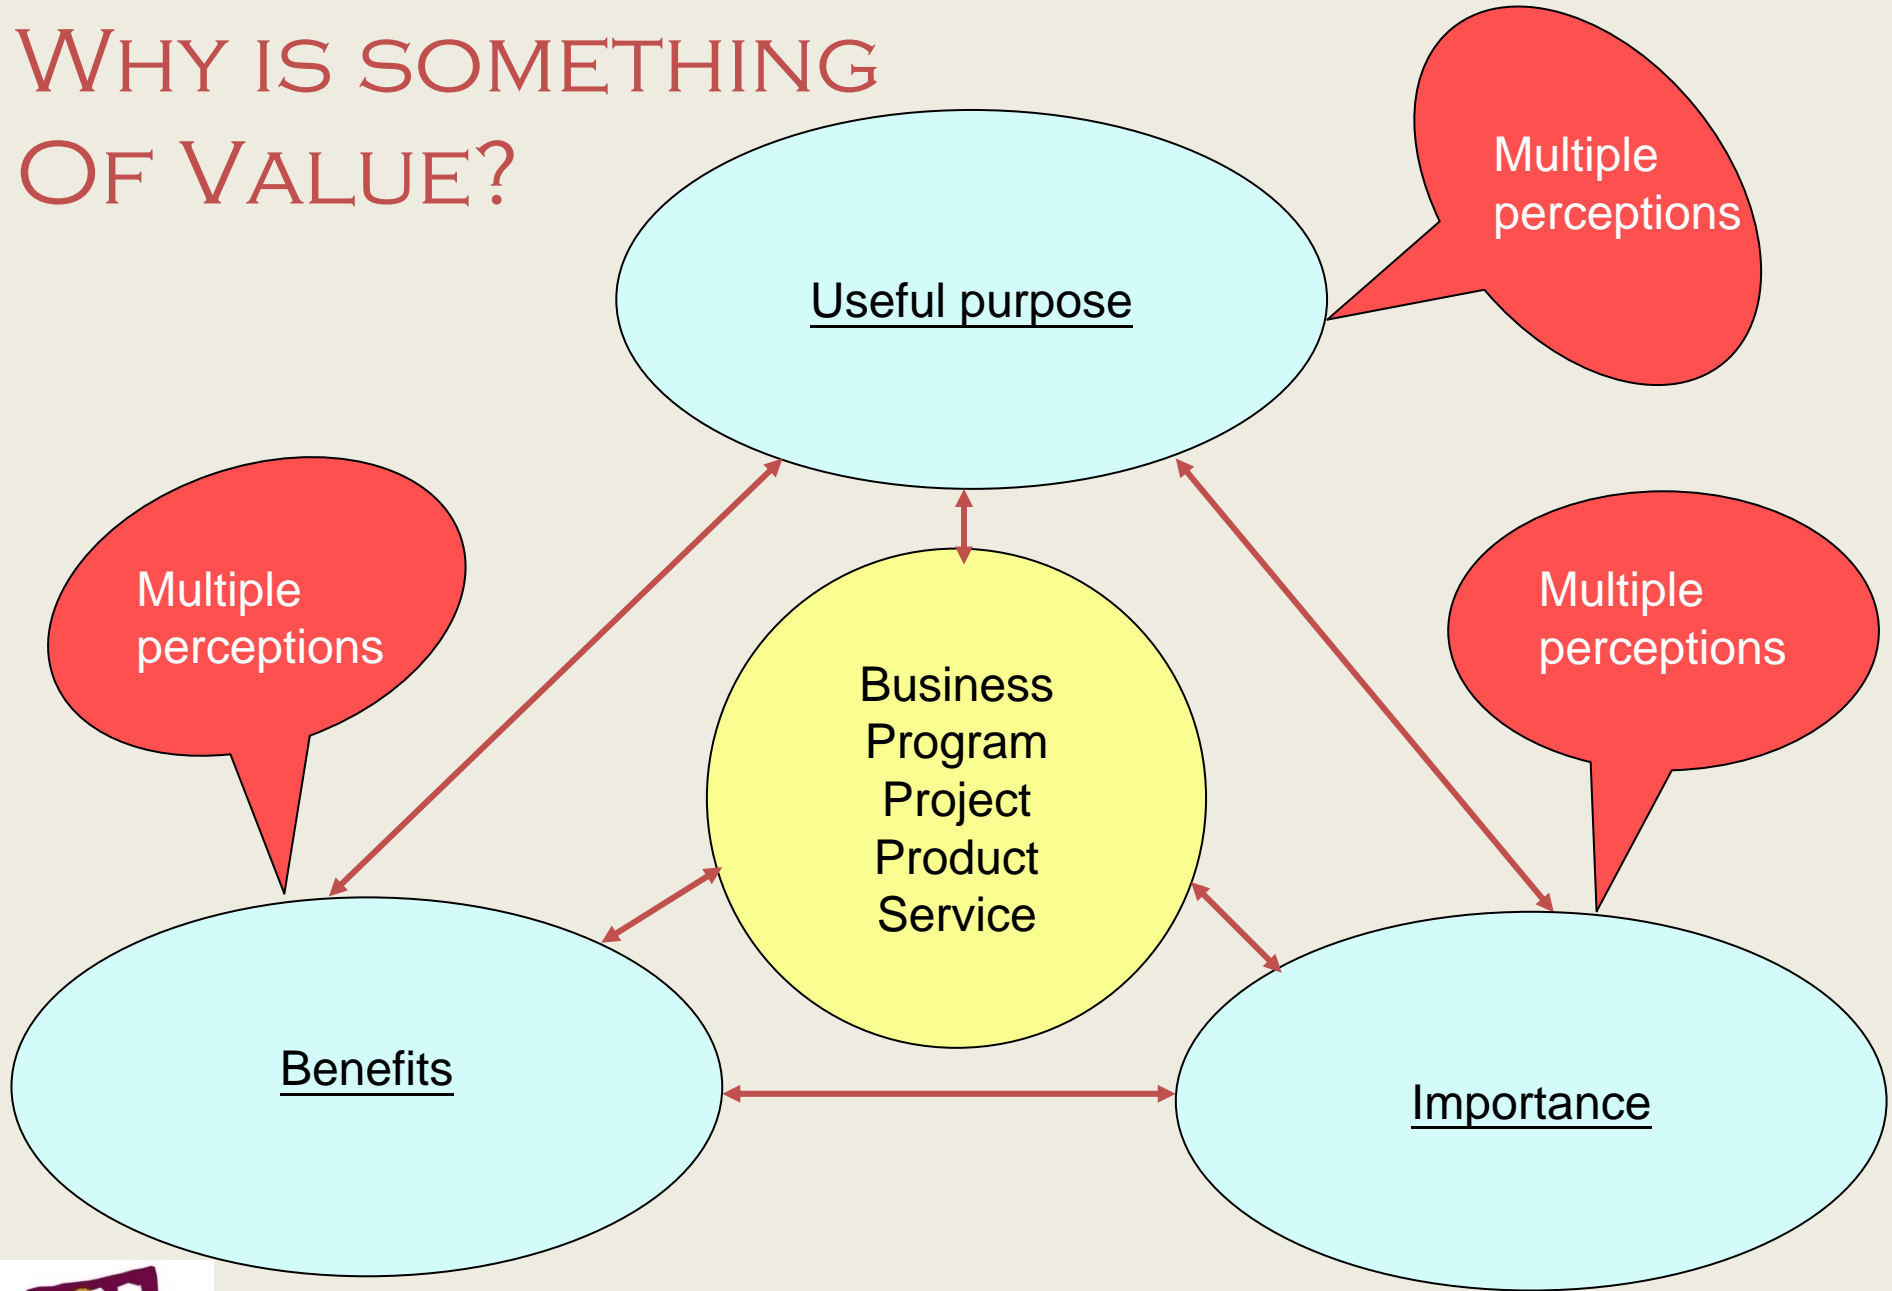 WHY IS SOMETHING
OF VALUE?
Multiple
perceptions
Useful purpose
Multiple
perceptions
Multiple
perceptions
Business
Program
Project
Product
Service
Benefits
Importance